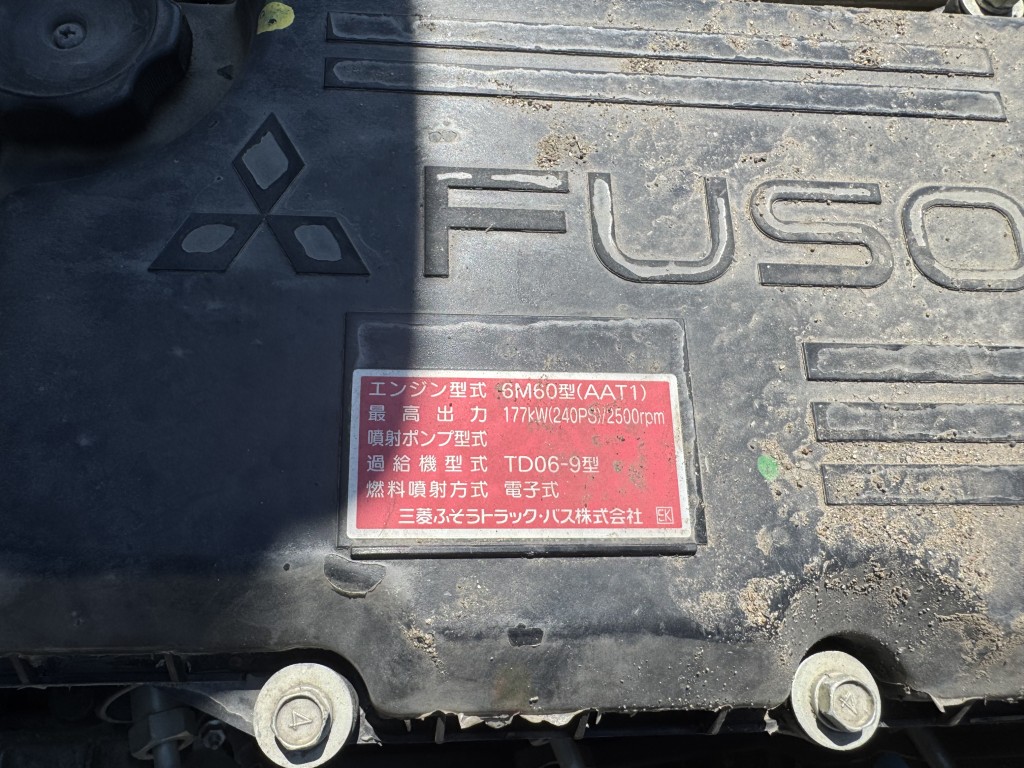 FUSO
エンジン型式 6M60型(AAT1)
最高出力 177kW(240PS)/2500rpm
噴射ポンプ型式
過給機型式 TD06-9型
燃料噴射方式 電子式
三菱ふそうトラック・バス株式会社 EK
4
4